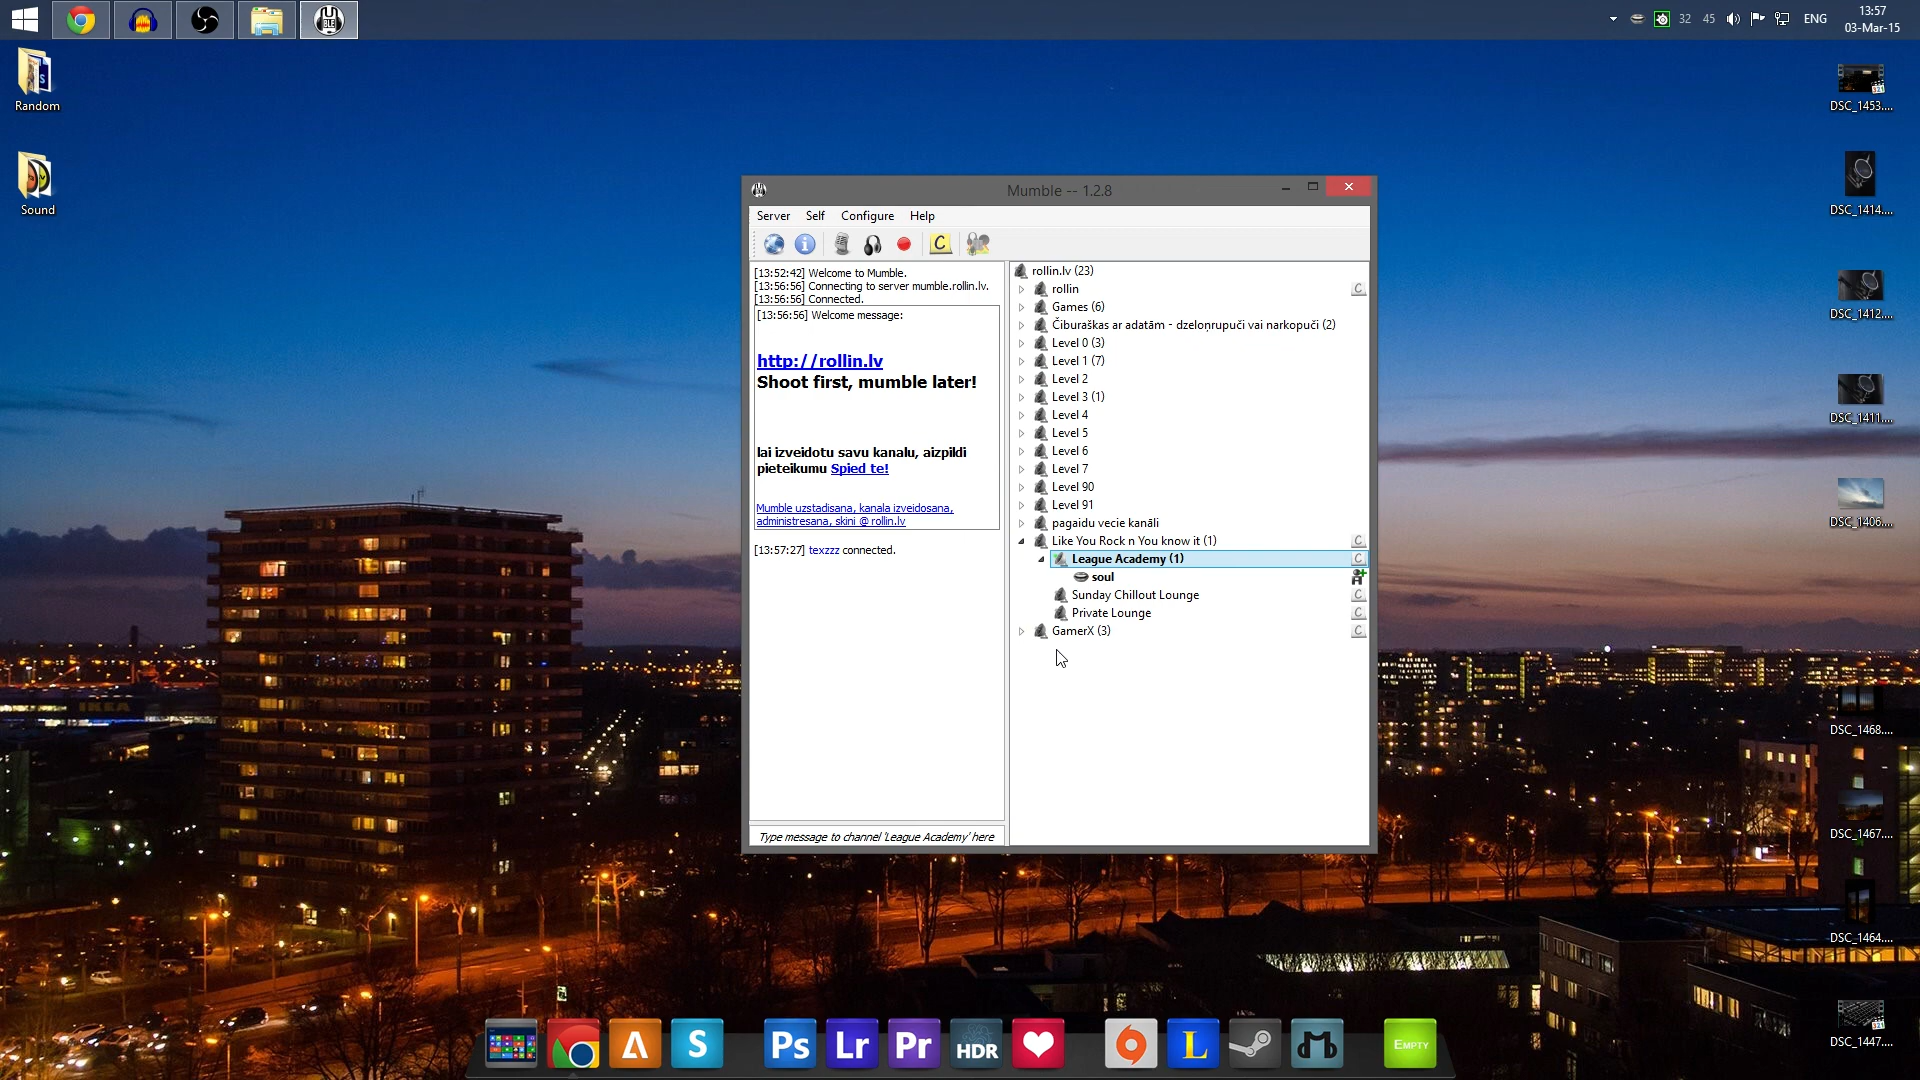 32
45
ENG
13:57
03-Mar-15
Random
Sound
DSC_1453....
DSC_1414....
DSC_1412....
DSC_1411....
DSC_1406....
DSC_1468....
DSC_1467....
DSC_1464....
DSC_1447....
Mumble -- 1.2.8
Server Self Configure Help
[13:52:42] Welcome to Mumble.
[13:56:56] Connecting to server mumble.rollin.lv.
[13:56:56] Connected.
[13:56:56] Welcome message:
http://rollin.lv
Shoot first, mumble later!
lai izveidotu savu kanalu, aizpildi
pieteikumu Spied te!
Mumble uzstadisana, kanala izveidosana,
administresana, skini @ rollin.lv
[13:57:27] texzzz connected.
Type message to channel 'League Academy' here
rollin.lv (23)
rollin
Games (6)
Čiburaškas ar adatām - dzeloņrupuči vai narkopuči (2)
Level 0 (3)
Level 1 (7)
Level 2
Level 3 (1)
Level 4
Level 5
Level 6
Level 7
Level 90
Level 91
pagaidu vecie kanāli
Like You Rock n You know it (1)
League Academy (1)
soul
Sunday Chillout Lounge
Private Lounge
GamerX (3)
IKEA
S
Ps
Lr
Pr
HDR
L
EMPTY